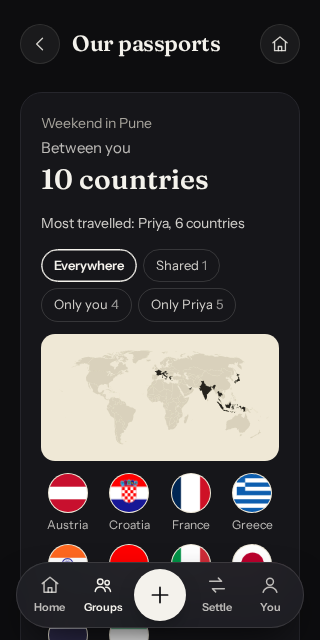 Our passports
Weekend in Pune
Between you
10 countries
Most travelled: Priya, 6 countries
Everywhere
Shared 1
Only you 4
Only Priya 5
Austria
Croatia
France
Greece
Home
Groups
Settle
You